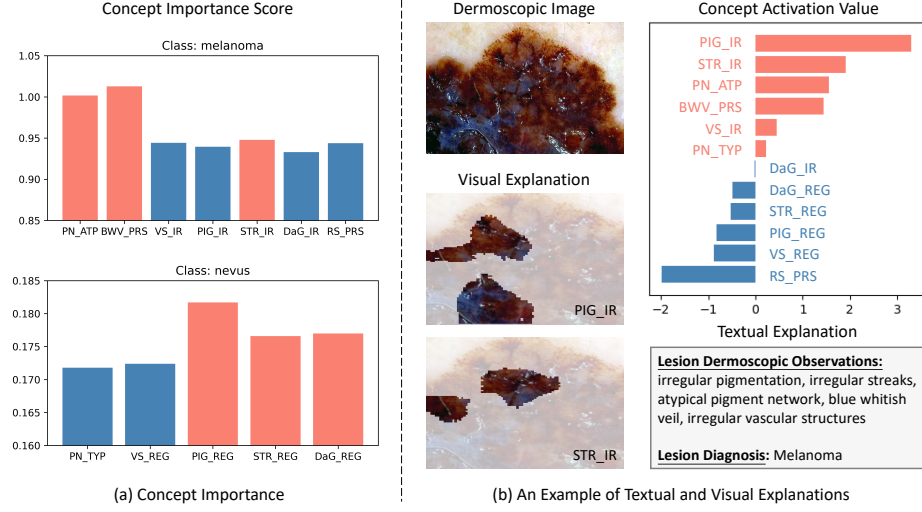 Concept Importance Score
Class: melanoma
1.05
1.00
0.95
0.90
0.85
PN_ATP BWV_PRS VS_IR PIG_IR STR_IR DaG_IR RS_PRS
Class: nevus
0.185
0.180
0.175
0.170
0.165
0.160
PN_TYP VS_REG PIG_REG STR_REG DaG_REG
(a) Concept Importance
Dermoscopic Image
Visual Explanation
PIG_IR
STR_IR
Concept Activation Value
PIG_IR
STR_IR
PN_ATP
BWV_PRS
VS_IR
PN_TYP
DaG_IR
DaG_REG
STR_REG
PIG_REG
VS_REG
RS_PRS
−2 −1 0 1 2 3
Textual Explanation
Lesion Dermoscopic Observations:
irregular pigmentation, irregular streaks,
atypical pigment network, blue whitish
veil, irregular vascular structures
Lesion Diagnosis: Melanoma
(b) An Example of Textual and Visual Explanations